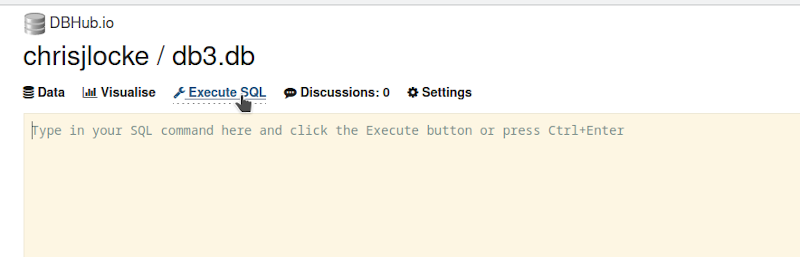 DBHub.io
chrisjlocke / db3.db
Data Visualise Execute SQL Discussions: 0 Settings
Type in your SQL command here and click the Execute button or press Ctrl+Enter